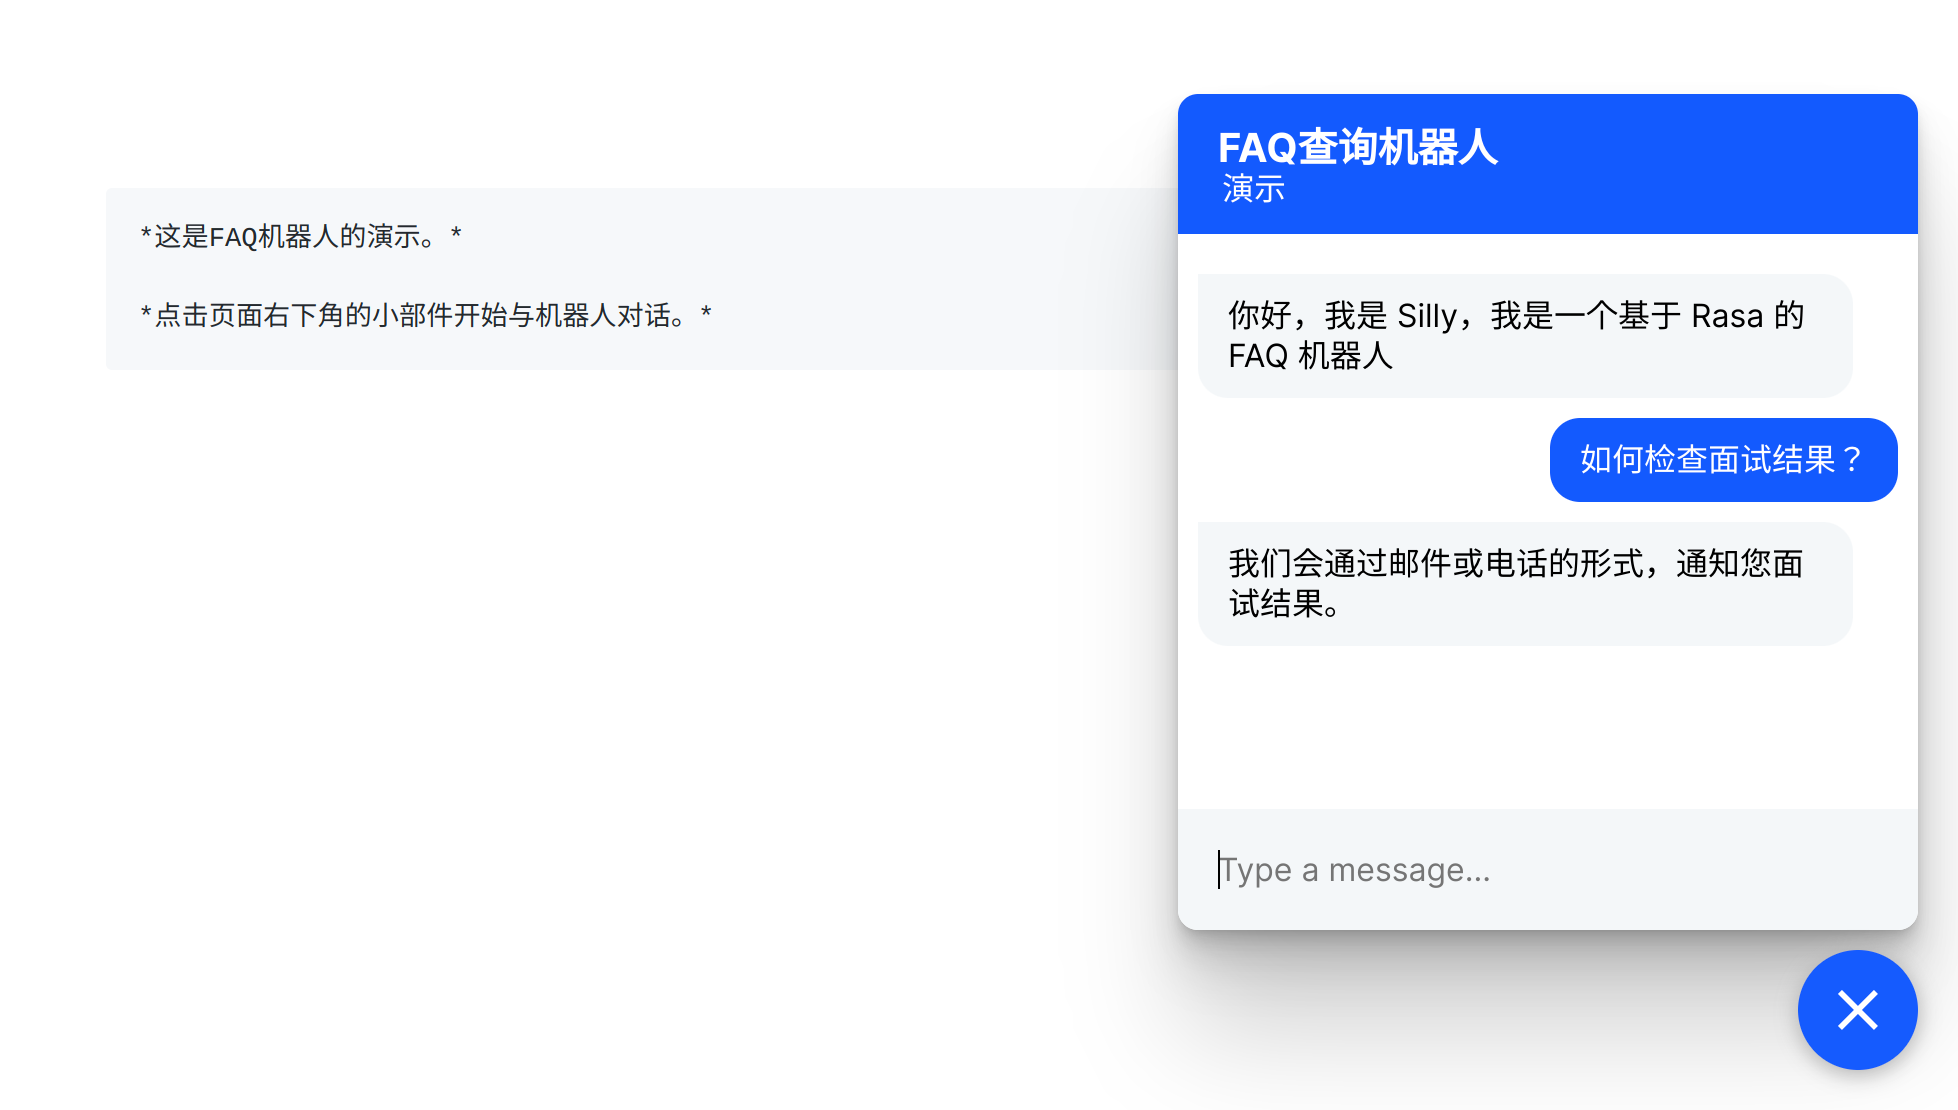 *这是FAQ机器人的演示。*
*点击页面右下角的小部件开始与机器人对话。*
FAQ查询机器人
演示
你好，我是 Silly，我是一个基于 Rasa 的
FAQ 机器人
如何检查面试结果？
我们会通过邮件或电话的形式，通知您面
试结果。
Type a message...